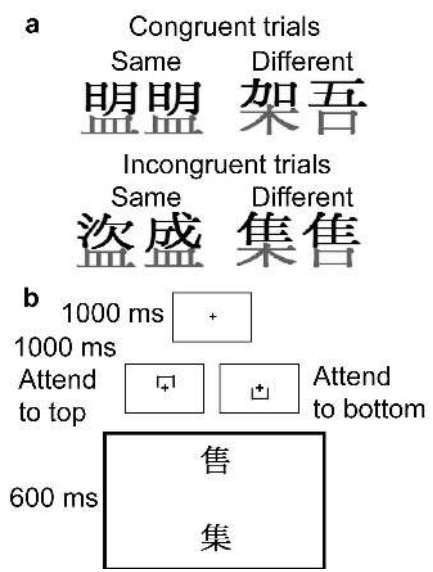 a
Congruent trials
Same Different
盟 盟 架 吾
Incongruent trials
Same Different
盗 盛 集 售
b
1000 ms
1000 ms
Attend to top
Attend to bottom
600 ms
售
集